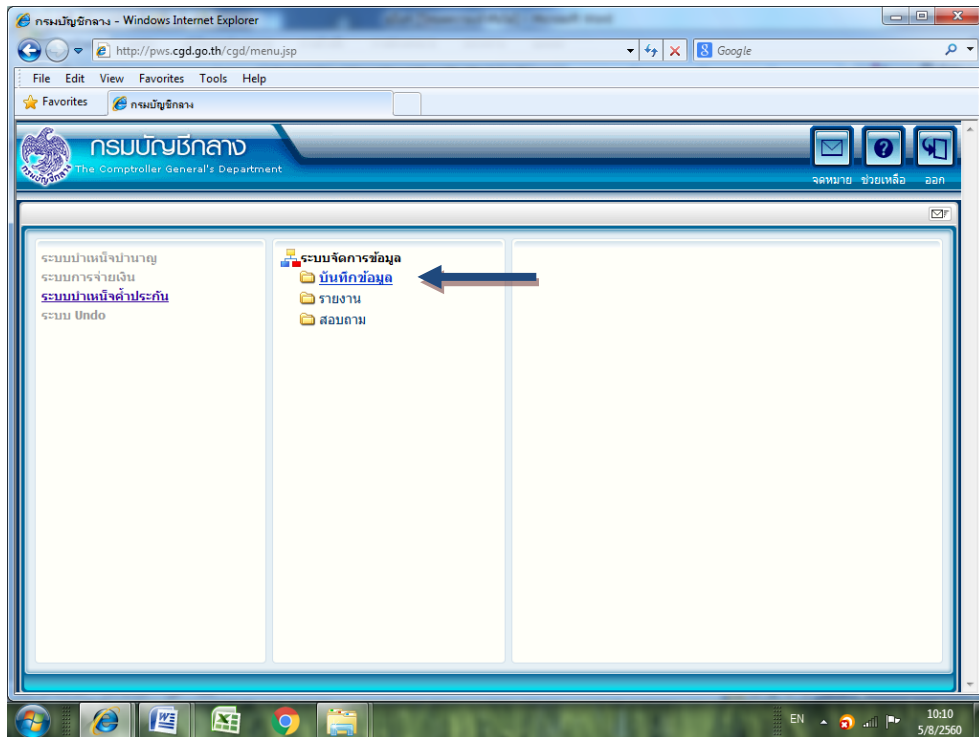 กรมบัญชีกลาง - Windows Internet Explorer
http://pws.cgd.go.th/cgd/menu.jsp
Google
File Edit View Favorites Tools Help
Favorites
กรมบัญชีกลาง
กรมบัญชีกลาง
The Comptroller General's Department
จดหมาย ช่วยเหลือ ออก
ระบบบำเหน็จบำนาญ
ระบบการจ่ายเงิน
ระบบบำเหน็จค้ำประกัน
ระบบ Undo
ระบบจัดการข้อมูล
บันทึกข้อมูล
รายงาน
สอบถาม
EN
10:10
5/8/2560